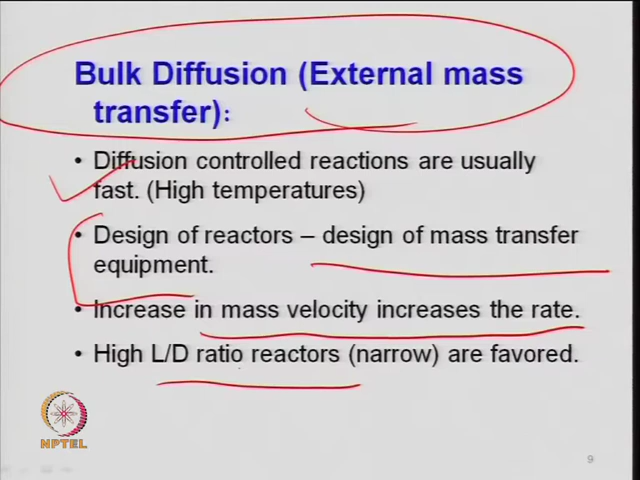 Bulk Diffusion (External mass
transfer):
• Diffusion controlled reactions are usually
fast. (High temperatures)
• Design of reactors – design of mass transfer
equipment.
• Increase in mass velocity increases the rate.
• High L/D ratio reactors (narrow) are favored.
NPTEL
9